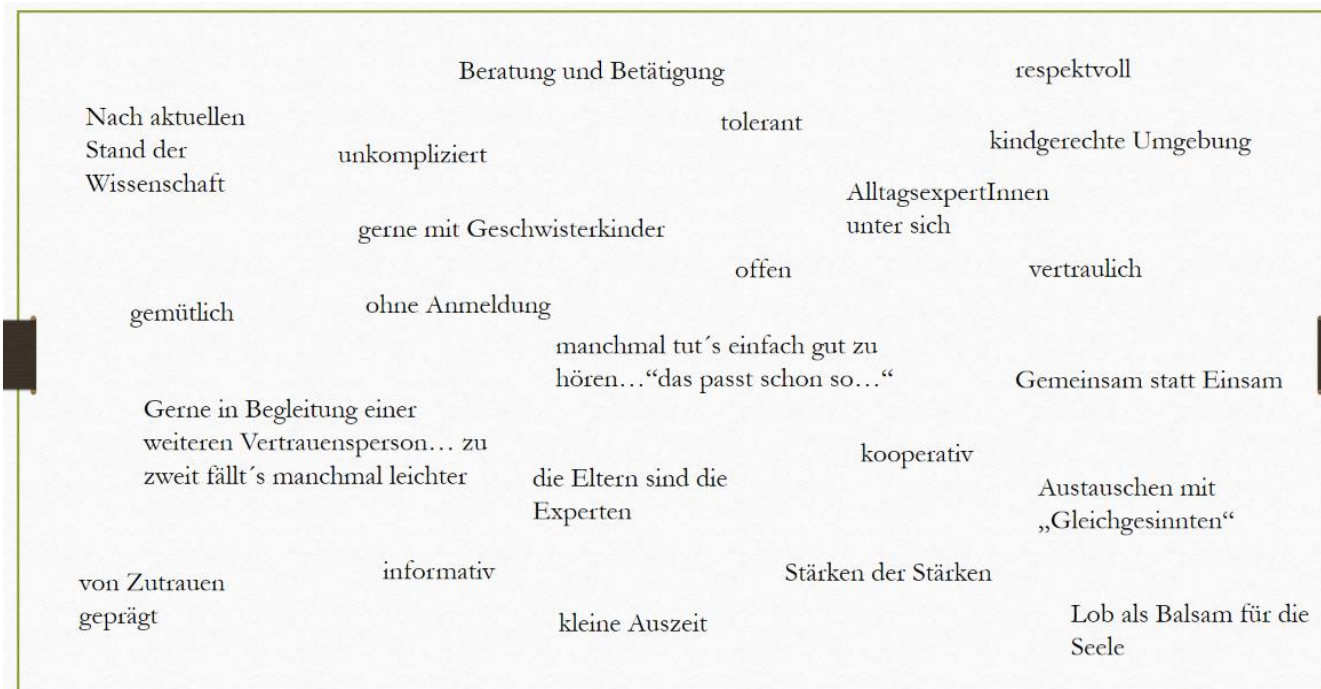 Beratung und Betätigung
respektvoll
Nach aktuellen
Stand der
Wissenschaft
tolerant
unkompliziert
kindgerechte Umgebung
AlltagsexpertInnen
unter sich
gerne mit Geschwisterkinder
offen
vertraulich
gemütlich
ohne Anmeldung
manchmal tut´s einfach gut zu
hören…“das passt schon so…“
Gemeinsam statt Einsam
Gerne in Begleitung einer
weiteren Vertrauensperson… zu
zweit fällt´s manchmal leichter
kooperativ
die Eltern sind die
Experten
Austauschen mit
„Gleichgesinnten“
informativ
Stärken der Stärken
von Zutrauen
geprägt
kleine Auszeit
Lob als Balsam für die
Seele